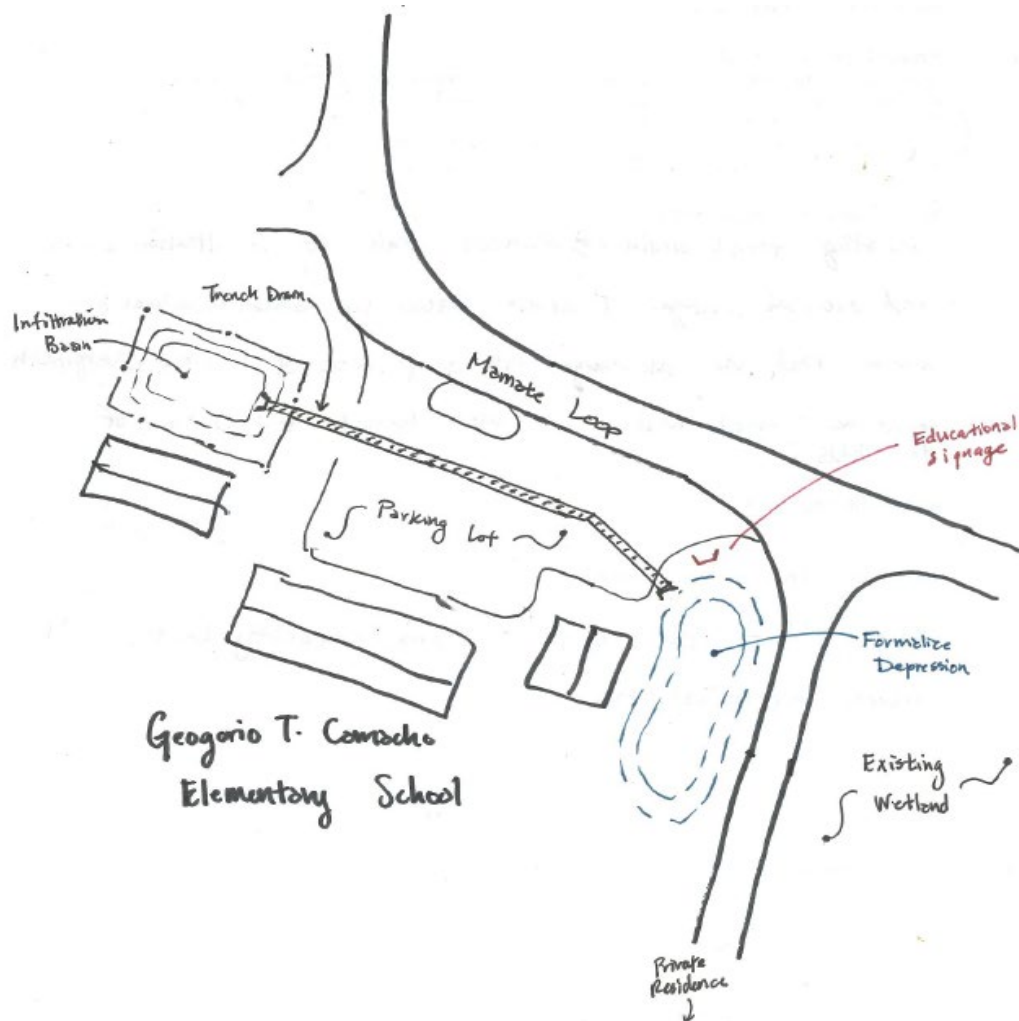 Trench Drain
Infiltration
Basin
Mamate Loop
Educational
signage
Parking Lot
Formalize
Depression
Geogorio T. Camacho
Elementary School
Existing
Wetland
Private
Residence